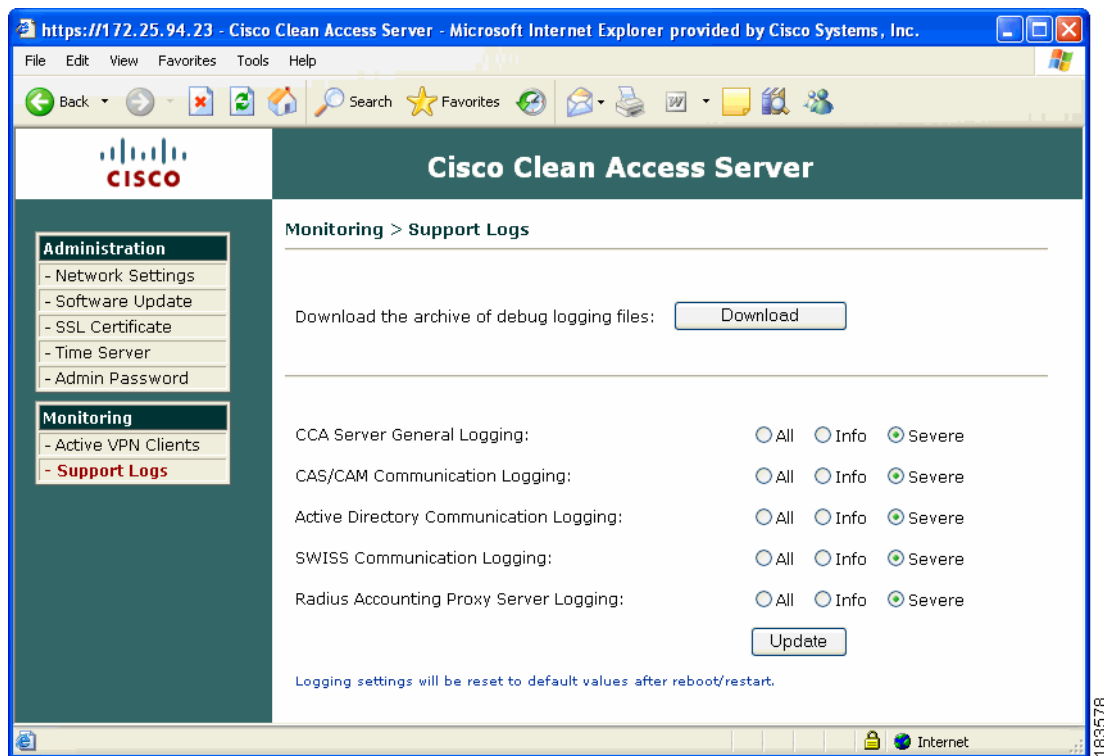 https://172.25.94.23 - Cisco Clean Access Server - Microsoft Internet Explorer provided by Cisco Systems, Inc.
File Edit View Favorites Tools Help
Back Search Favorites
CISCO
Cisco Clean Access Server
Administration
- Network Settings
- Software Update
- SSL Certificate
- Time Server
- Admin Password
Monitoring
- Active VPN Clients
- Support Logs
Monitoring > Support Logs
Download the archive of debug logging files: Download
CCA Server General Logging: All Info Severe
CAS/CAM Communication Logging: All Info Severe
Active Directory Communication Logging: All Info Severe
SWISS Communication Logging: All Info Severe
Radius Accounting Proxy Server Logging: All Info Severe
Update
Logging settings will be reset to default values after reboot/restart.
Internet
183578